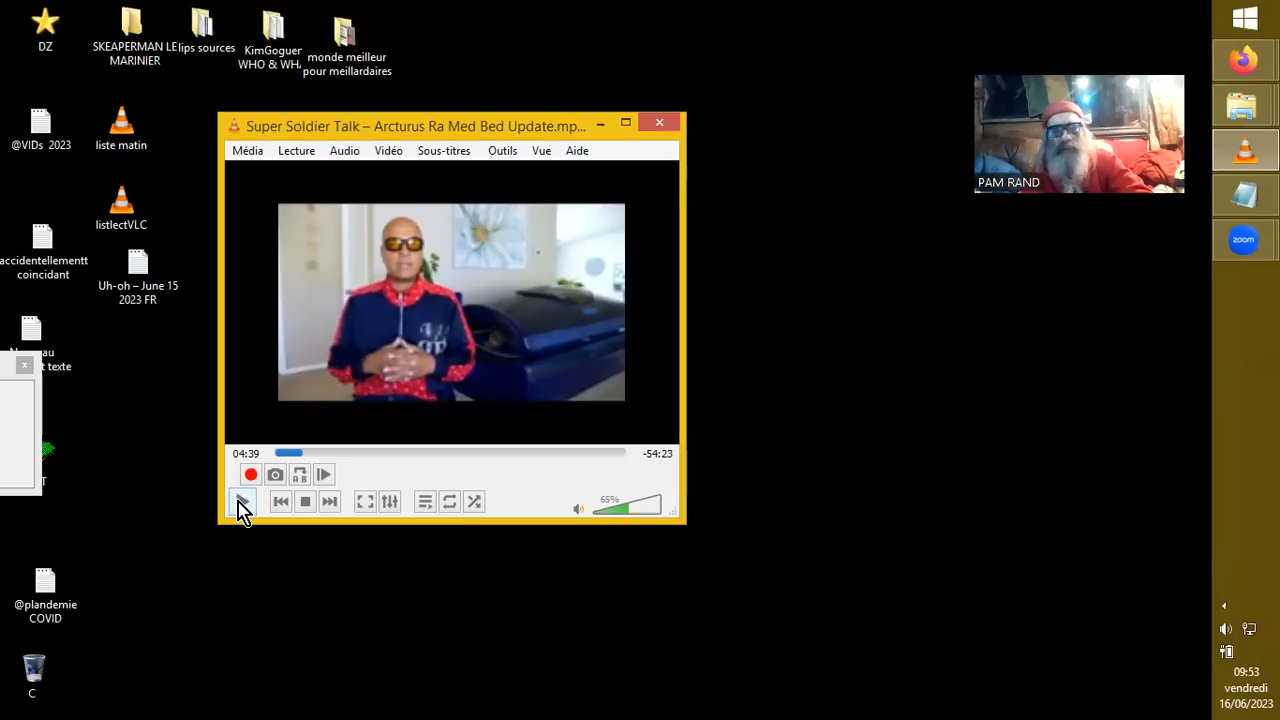 DZ
SKEAPERMAN LE
MARINIER
lips sources
KimGoguer
WHO & WHA
monde meilleur
pour meillardaires
@VIDs 2023
liste matin
listlectVLC
accidentellementt
coincidant
Uh-oh – June 15
2023 FR
t texte
@plandemie
COVID
C
Super Soldier Talk – Arcturus Ra Med Bed Update.mp...
Média Lecture Audio Vidéo Sous-titres Outils Vue Aide
04:39
-54:23
A B
65%
PAM RAND
zoom
09:53
vendredi
16/06/2023